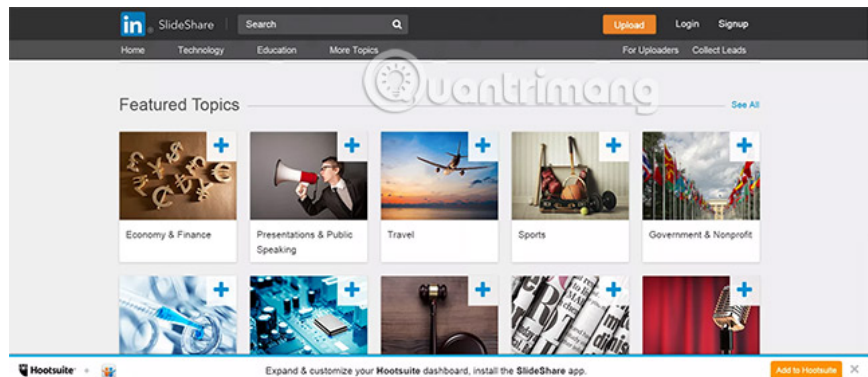 in SlideShare Search Upload Login Signup
Home Technology Education More Topics For Uploaders Collect Leads
Quantrimang
Featured Topics See All
Economy & Finance
Presentations & Public
Speaking
Travel
Sports
Government & Nonprofit
Hootsuite Expand & customize your Hootsuite dashboard, install the SlideShare app. Add to Hootsuite